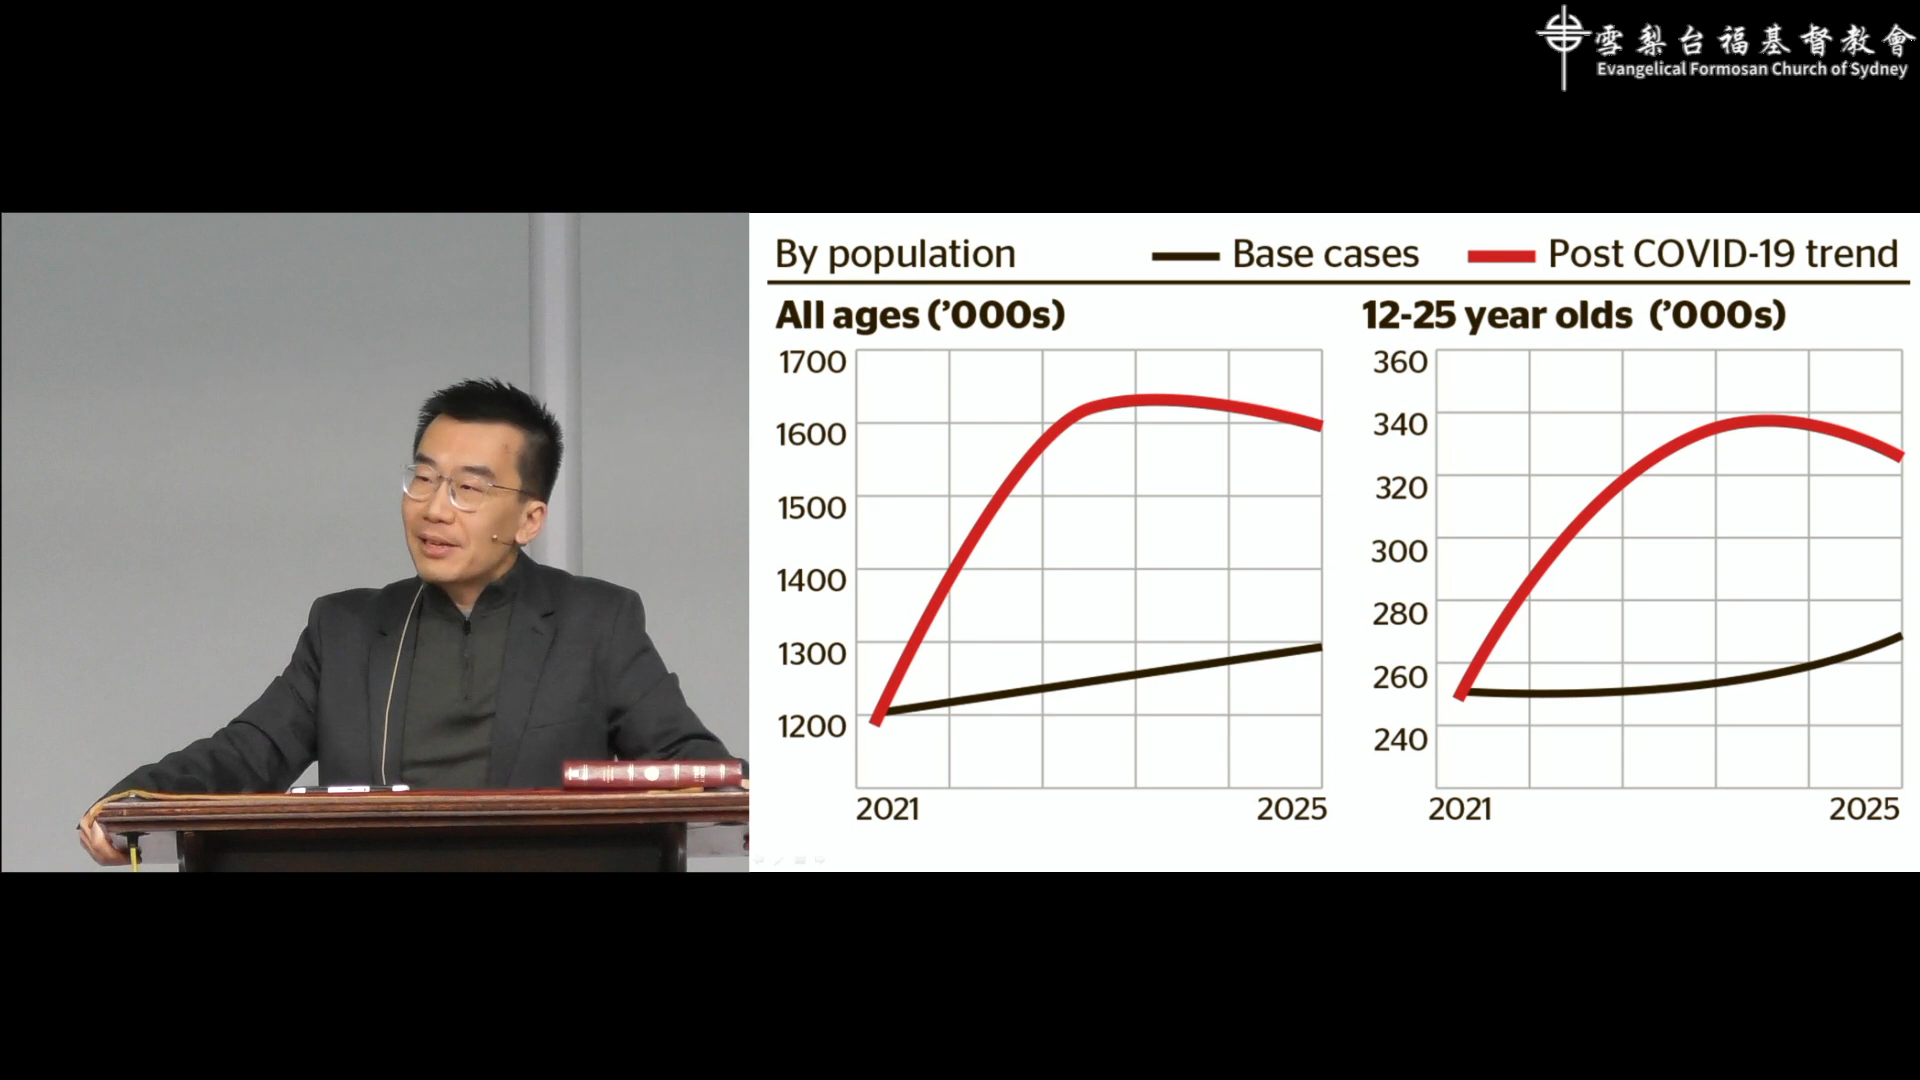 雪梨台福基督教會
Evangelical Formosan Church of Sydney
By population
Base cases
Post COVID-19 trend
All ages ('000s)
1700
1600
1500
1400
1300
1200
2021
2025
12-25 year olds ('000s)
360
340
320
300
280
260
240
2021
2025